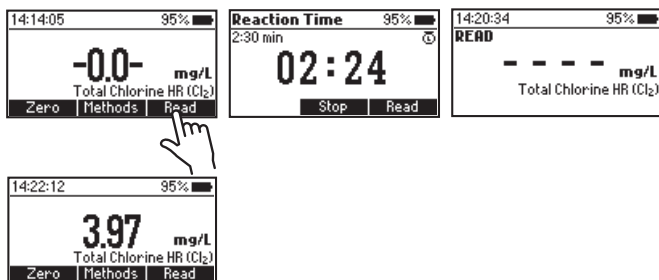 14:14:05 95%
-0.0- mg/L
Total Chlorine HR (Cl₂)
Zero Methods Read
Reaction Time 95%
2:30 min
02:24
Stop Read
14:20:34 95%
READ
- - - - mg/L
Total Chlorine HR (Cl₂)
14:22:12 95%
3.97 mg/L
Total Chlorine HR (Cl₂)
Zero Methods Read